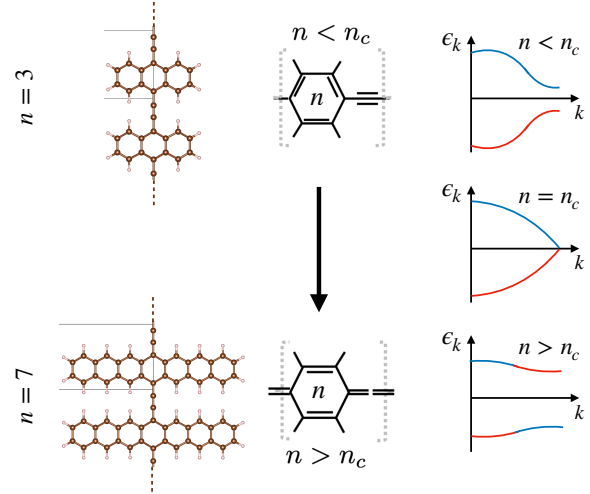 n = 3
n < n_c
n
ϵ_k
n < n_c
k
ϵ_k
n = n_c
k
n = 7
n
n > n_c
ϵ_k
n > n_c
k